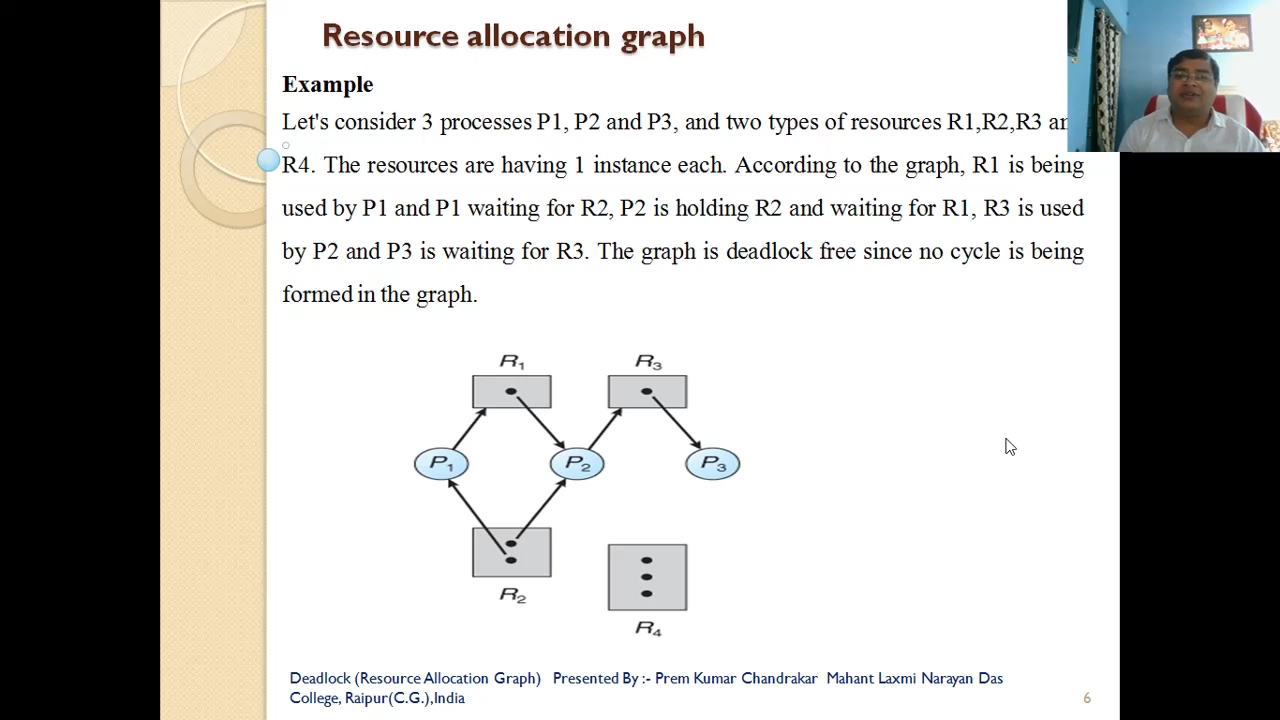 Resource allocation graph
Example
Let's consider 3 processes P1, P2 and P3, and two types of resources R1,R2,R3 an
R4. The resources are having 1 instance each. According to the graph, R1 is being
used by P1 and P1 waiting for R2, P2 is holding R2 and waiting for R1, R3 is used
by P2 and P3 is waiting for R3. The graph is deadlock free since no cycle is being
formed in the graph.
R1 R3
P1 P2 P3
R2
R4
Deadlock (Resource Allocation Graph) Presented By :- Prem Kumar Chandrakar Mahant Laxmi Narayan Das
College, Raipur(C.G.),India
6